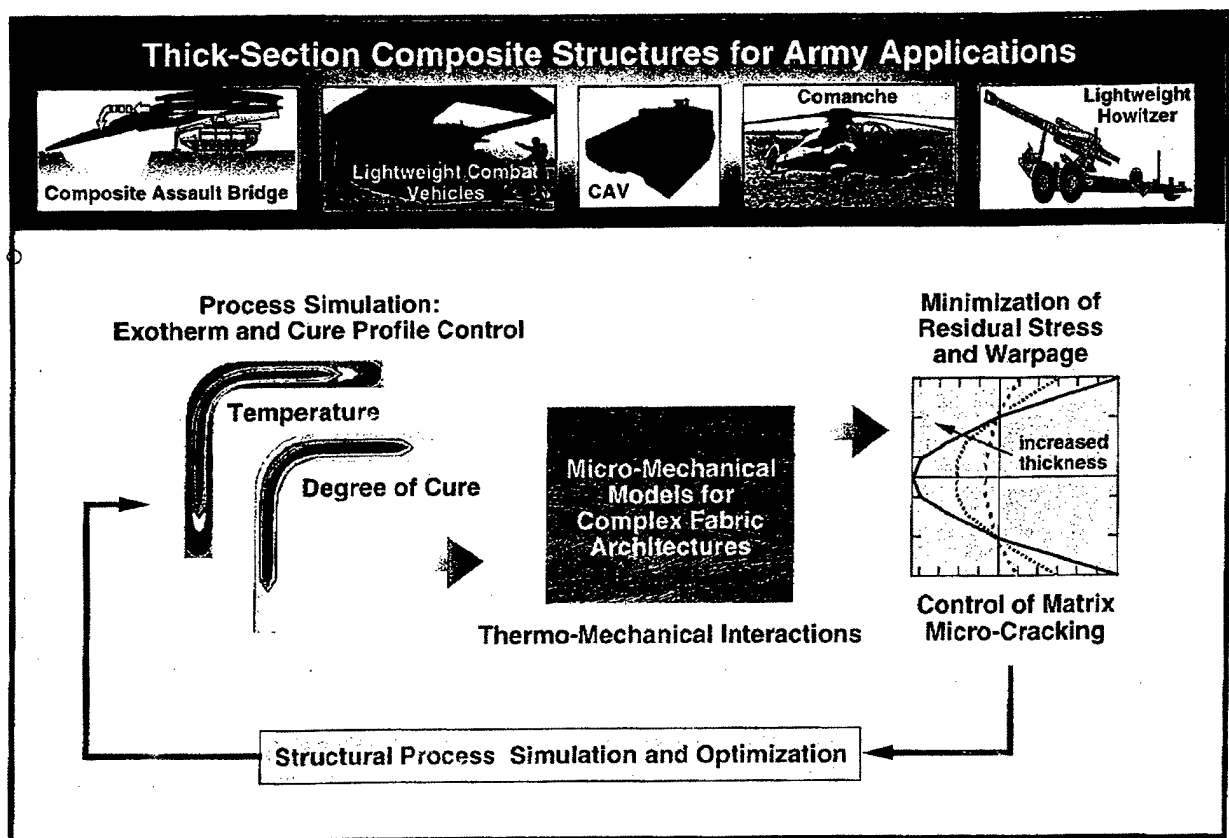 Thick-Section Composite Structures for Army Applications
Composite Assault Bridge
Lightweight Combat
Vehicles
CAV
Comanche
Lightweight
Howitzer
Process Simulation:
Exotherm and Cure Profile Control
Temperature
Degree of Cure
Micro-Mechanical
Models for
Complex Fabric
Architectures
Thermo-Mechanical Interactions
Minimization of
Residual Stress
and Warpage
increased
thickness
Control of Matrix
Micro-Cracking
Structural Process Simulation and Optimization